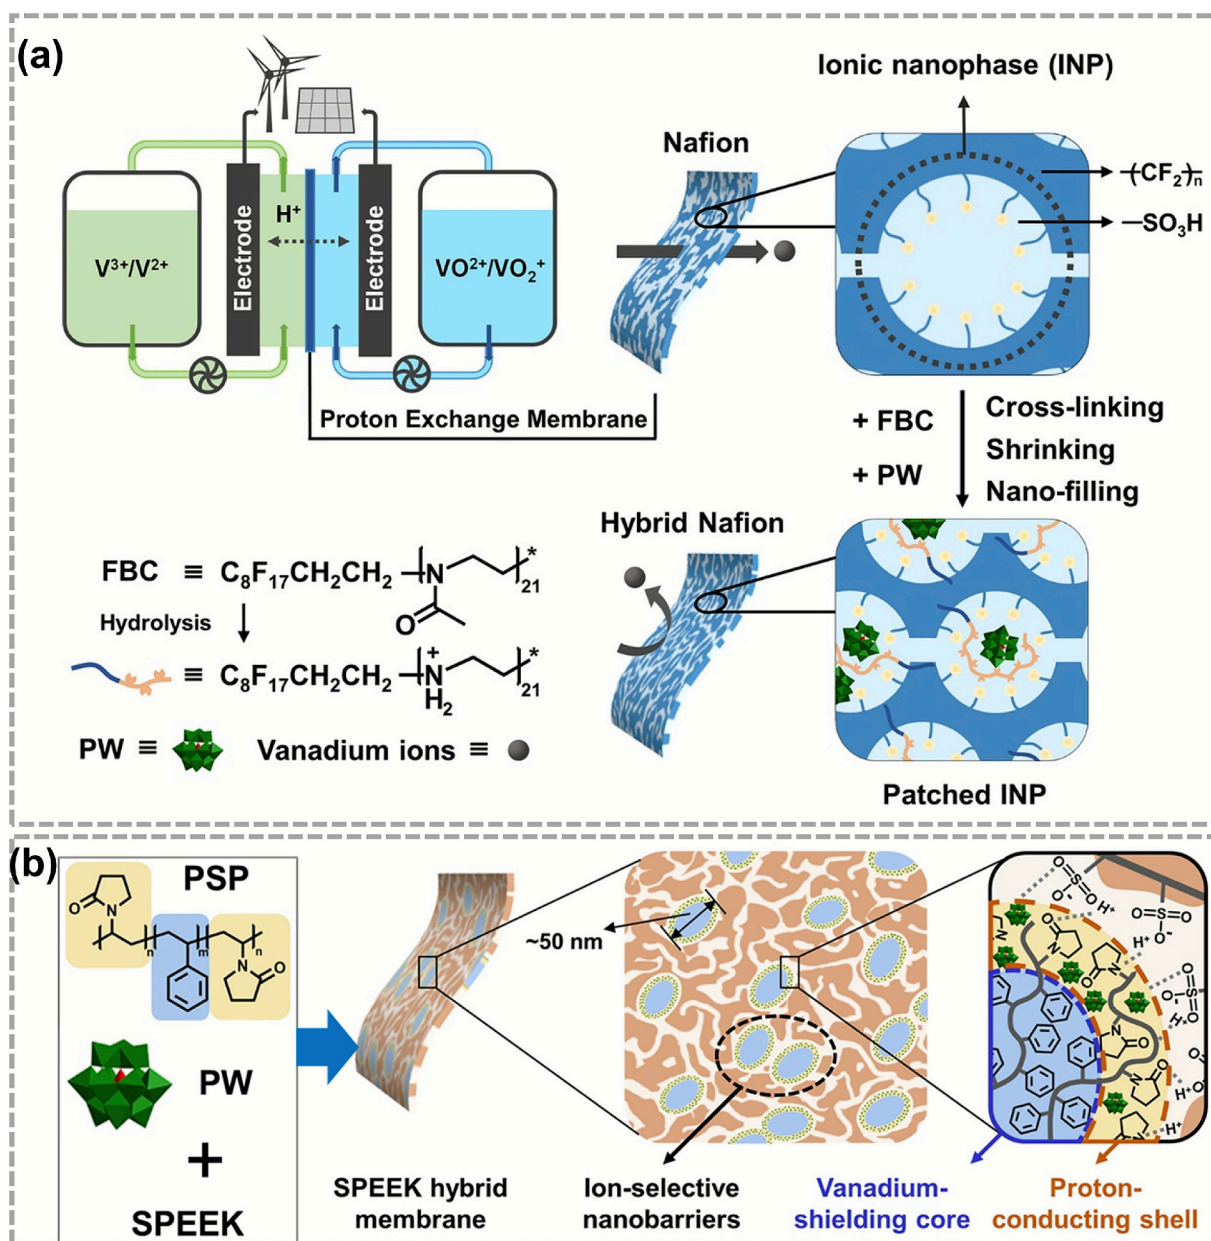 (a)
Ionic nanophase (INP)
Nafion
-(CF₂)ₙ
-SO₃H
Electrode
H⁺
Electrode
V³⁺/V²⁺
VO²⁺/VO₂⁺
Proton Exchange Membrane
+ FBC
+ PW
Cross-linking
Shrinking
Nano-filling
Hybrid Nafion
FBC ≡ C₈F₁₇CH₂CH₂
N
*
21
O
Hydrolysis
≡ C₈F₁₇CH₂CH₂
+
N
H₂
*
21
PW ≡
Vanadium ions ≡
Patched INP
(b)
PSP
N
O
n
m
n
N
O
PW
+
SPEEK
~50 nm
SPEEK hybrid
membrane
Ion-selective
nanobarriers
Vanadium-
shielding core
Proton-
conducting shell
O
S
O
O⁻
H⁺
O
S
O
O⁻
H⁺
N
O
N
O
O
S
O
H⁺
N
O
N
O
H⁺
N
O
H⁺